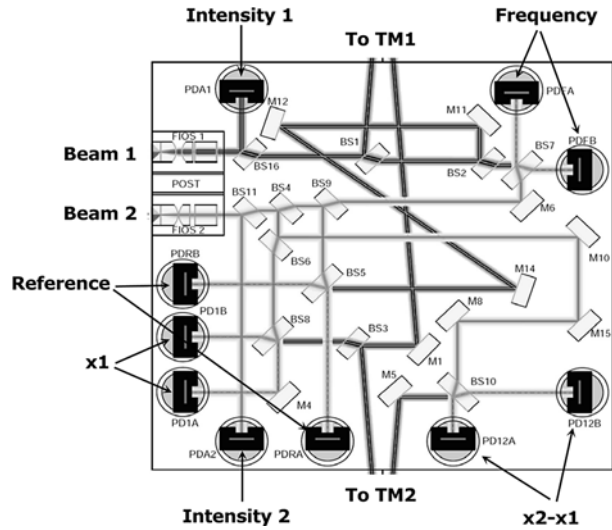 Intensity 1
Frequency
To TM1
PDA1
M12
M11
PDFA
FIOS 1
Beam 1
BS16
BS1
BS2
BS7
PDFB
POST
BS11
BS4
BS9
Beam 2
FIOS 2
M6
M10
PDRB
BS6
BS5
Reference
M14
PD1B
M8
BS8
BS3
M15
x1
M1
M5
BS10
PD1A
M4
PD12B
PDA2
PDRA
PD12A
To TM2
Intensity 2
x2-x1